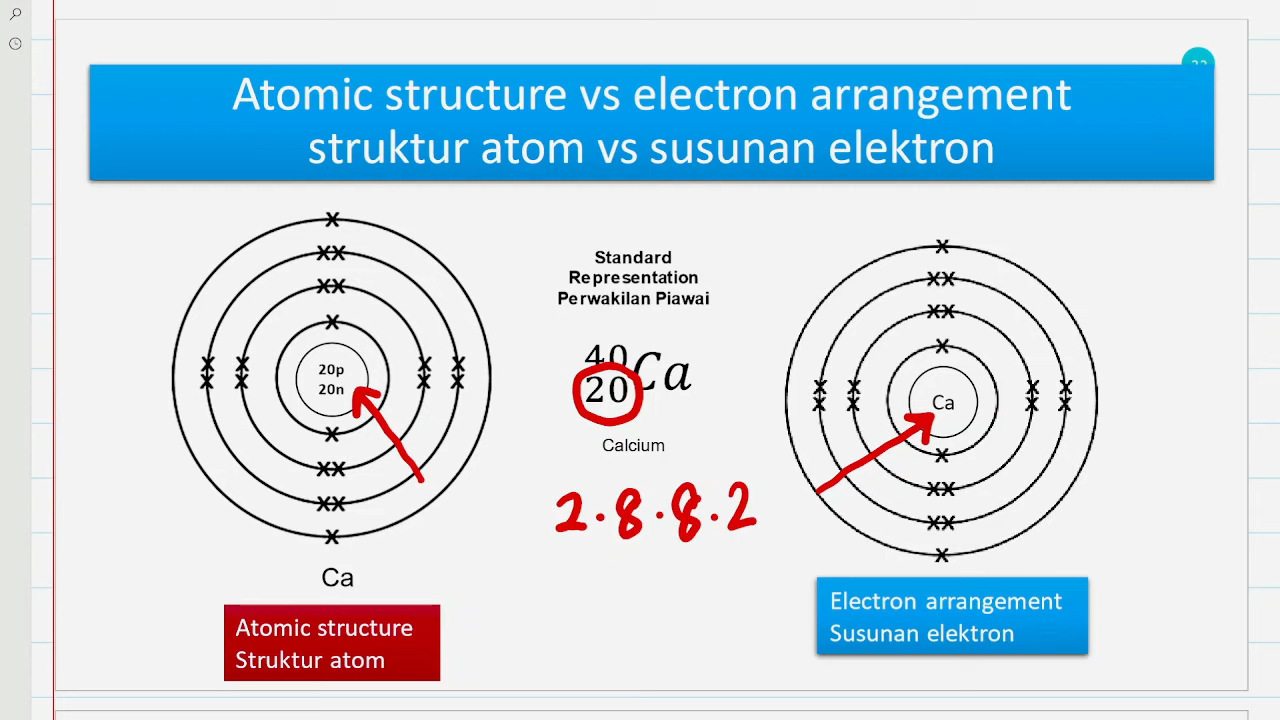 Atomic structure vs electron arrangement
struktur atom vs susunan elektron
20p
20n
Ca
Atomic structure
Struktur atom
Standard
Representation
Perwakilan Piawai
40
20
Ca
Calcium
2.8.8.2
Ca
Electron arrangement
Susunan elektron